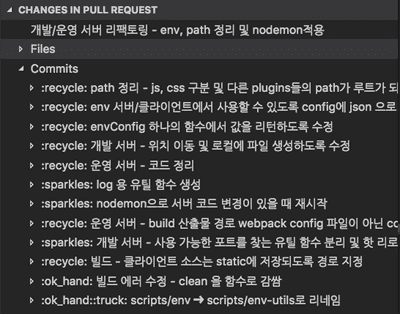 CHANGES IN PULL REQUEST
개발/운영 서버 리팩토링 - env, path 정리 및 nodemon적용
Files
Commits
:recycle: path 정리 - js, css 구분 및 다른 plugins들의 path가 루트가 되
:recycle: env 서버/클라이언트에서 사용할 수 있도록 config에 json 으로
:recycle: envConfig 하나의 함수에서 값을 리턴하도록 수정
:recycle: 개발 서버 - 위치 이동 및 로컬에 파일 생성하도록 수정
:recycle: 운영 서버 - 코드 정리
:sparkles: log 용 유틸 함수 생성
:sparkles: nodemon으로 서버 코드 변경이 있을 때 재시작
:recycle: 운영 서버 - build 산출물 경로 webpack config 파일이 아닌 co
:sparkles: 개발 서버 - 사용 가능한 포트를 찾는 유틸 함수 분리 및 핫 리로
:recycle: 빌드 - 클라이언트 소스는 static에 저장되도록 경로 지정
:ok_hand: 빌드 에러 수정 - clean 을 함수로 감쌈
:ok_hand::truck: scripts/env ➜ scripts/env-utils로 리네임